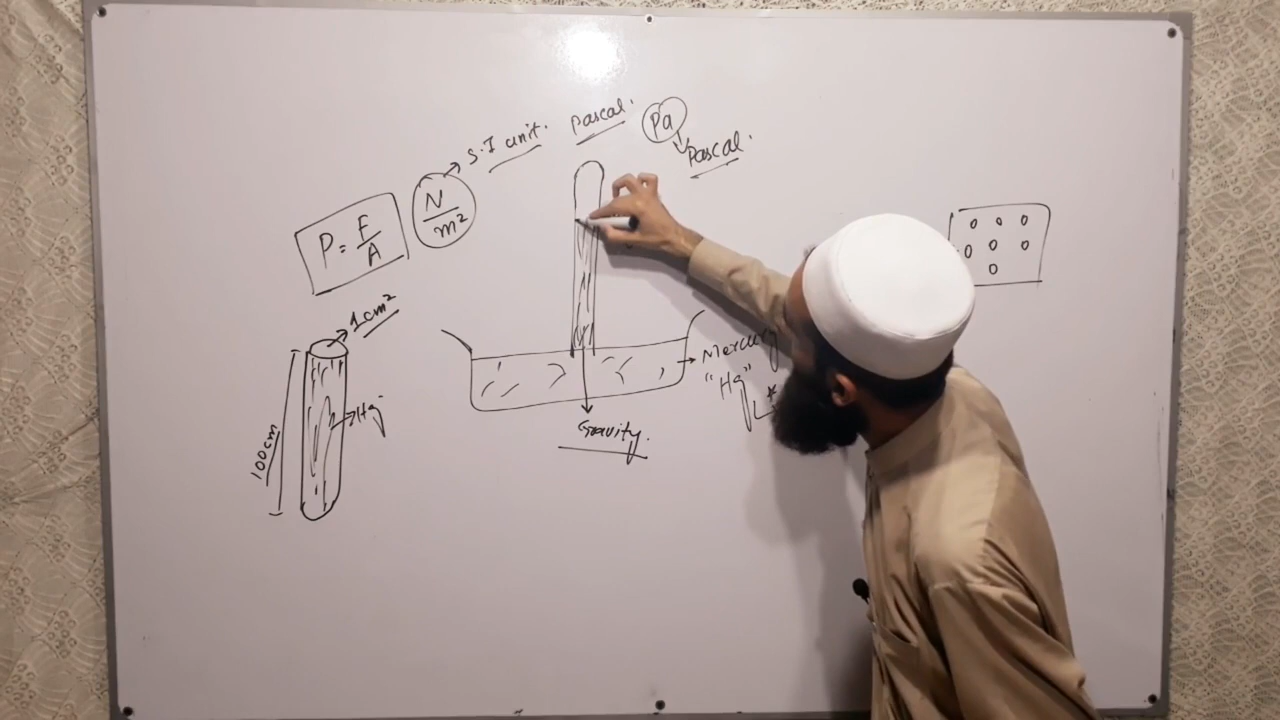 S.I unit. Pascal. Pa
Pascal.
P = F/A N/m²
1cm²
100cm
Hg
Mercury
"Hg"
Gravity.